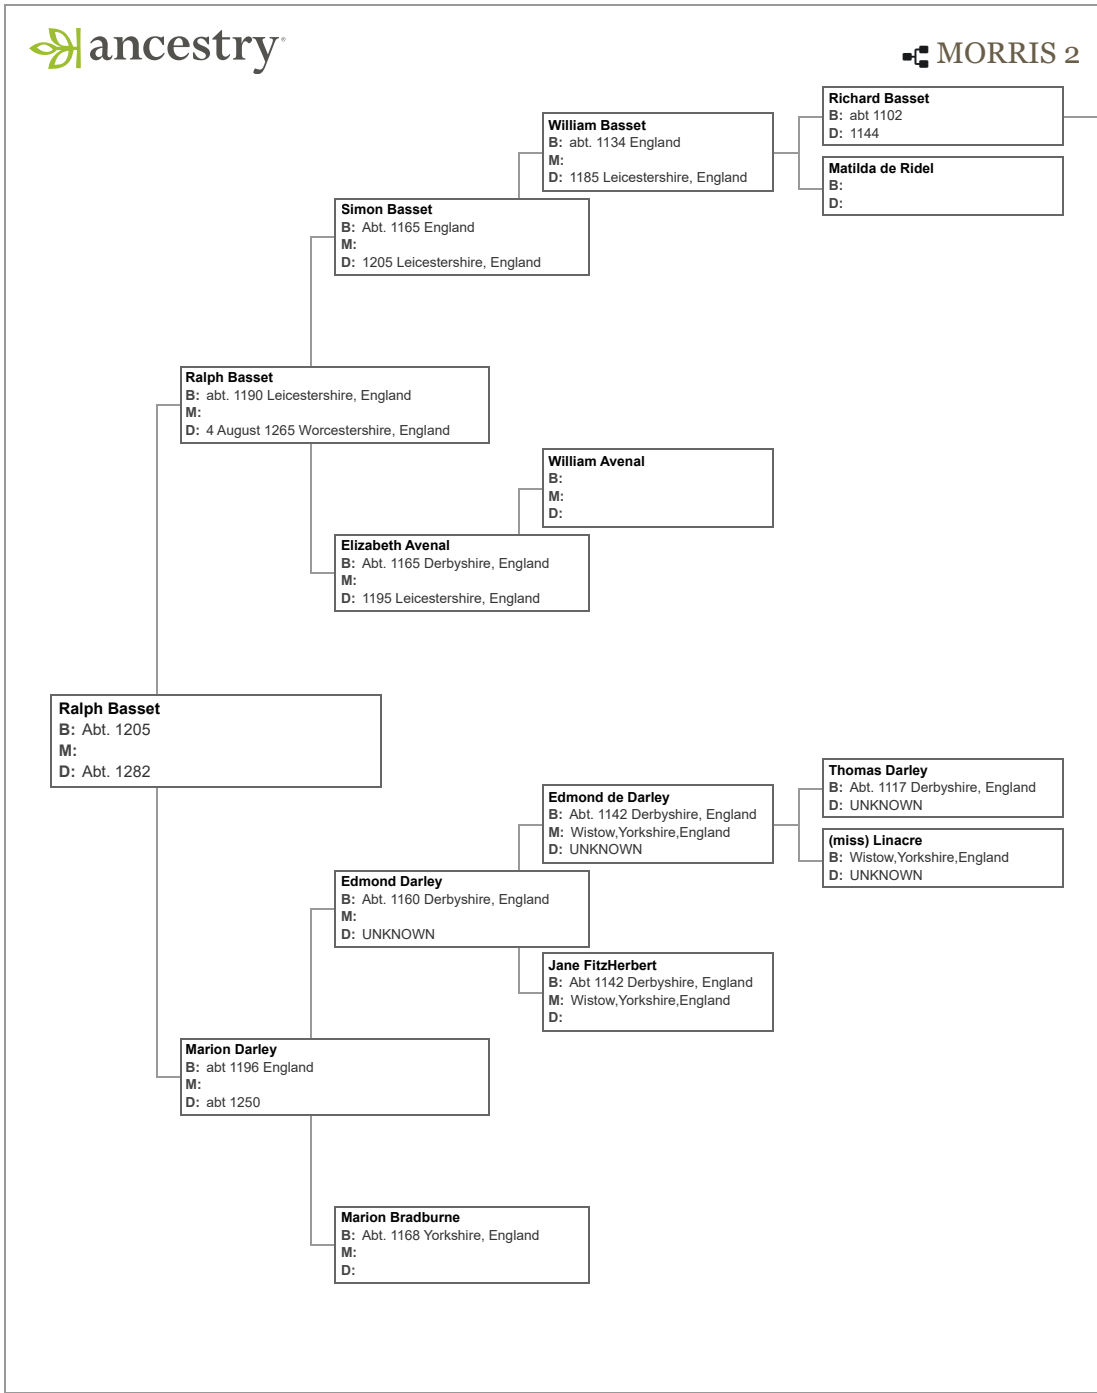 ancestry
MORRIS 2
Richard Basset
B: abt 1102
D: 1144
William Basset
B: abt. 1134 England
M:
D: 1185 Leicestershire, England
Matilda de Ridel
B:
D:
Simon Basset
B: Abt. 1165 England
M:
D: 1205 Leicestershire, England
Ralph Basset
B: abt. 1190 Leicestershire, England
M:
D: 4 August 1265 Worcestershire, England
William Avenal
B:
M:
D:
Elizabeth Avenal
B: Abt. 1165 Derbyshire, England
M:
D: 1195 Leicestershire, England
Ralph Basset
B: Abt. 1205
M:
D: Abt. 1282
Thomas Darley
B: Abt. 1117 Derbyshire, England
D: UNKNOWN
Edmond de Darley
B: Abt. 1142 Derbyshire, England
M: Wistow,Yorkshire,England
D: UNKNOWN
(miss) Linacre
B: Wistow,Yorkshire,England
D: UNKNOWN
Edmond Darley
B: Abt. 1160 Derbyshire, England
M:
D: UNKNOWN
Jane FitzHerbert
B: Abt 1142 Derbyshire, England
M: Wistow,Yorkshire,England
D:
Marion Darley
B: abt 1196 England
M:
D: abt 1250
Marion Bradburne
B: Abt. 1168 Yorkshire, England
M:
D: